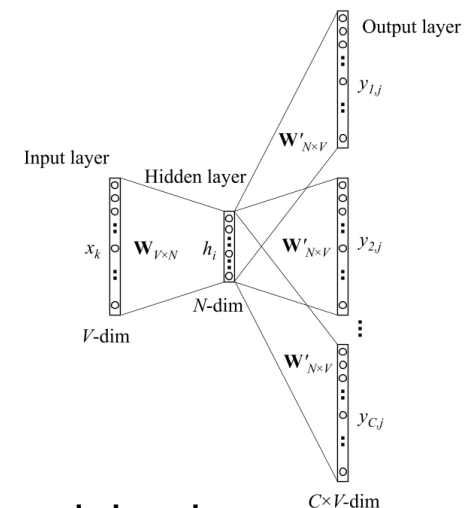 Output layer
y1,j
W'N×V
Input layer
Hidden layer
xk
WV×N
hi
W'N×V
y2,j
N-dim
V-dim
W'N×V
yC,j
C×V-dim